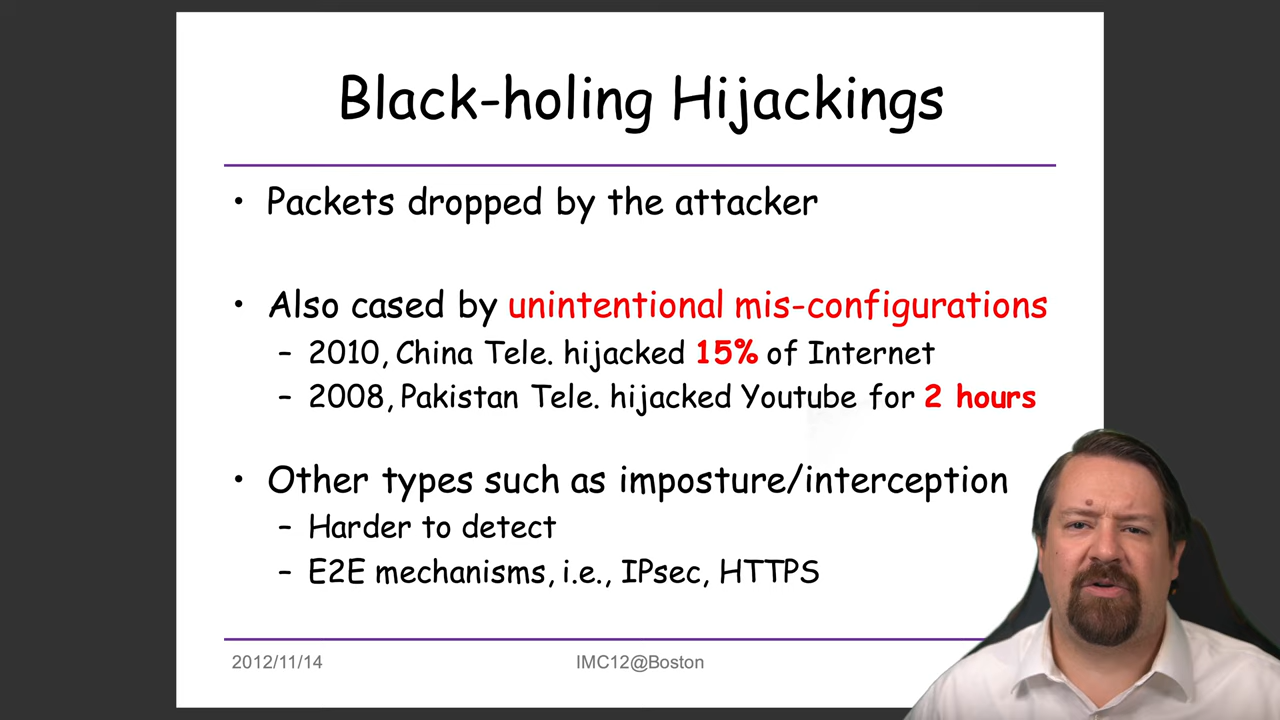 Black-holing Hijackings
• Packets dropped by the attacker
• Also cased by unintentional mis-configurations
– 2010, China Tele. hijacked 15% of Internet
– 2008, Pakistan Tele. hijacked Youtube for 2 hours
• Other types such as imposture/interception
– Harder to detect
– E2E mechanisms, i.e., IPsec, HTTPS
2012/11/14
IMC12@Boston